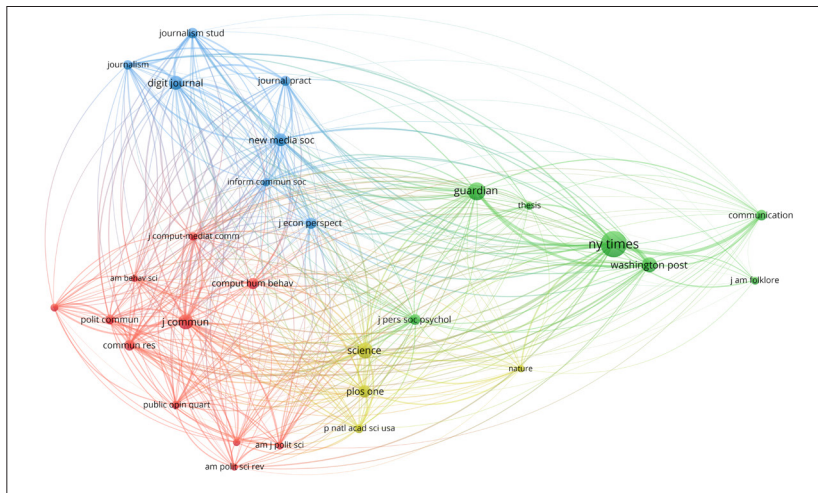 journalism stud
journalism
digit journal
journal pract
new media soc
inform commun soc
guardian
thesis
communication
j econ perspect
j comput-mediat comm
ny times
washington post
am behav sci
comput hum behav
j am folklore
polit commun
j commun
j pers soc psychol
commun res
science
nature
plos one
public opin quart
p natl acad sci usa
am j polit sci
am polit sci rev